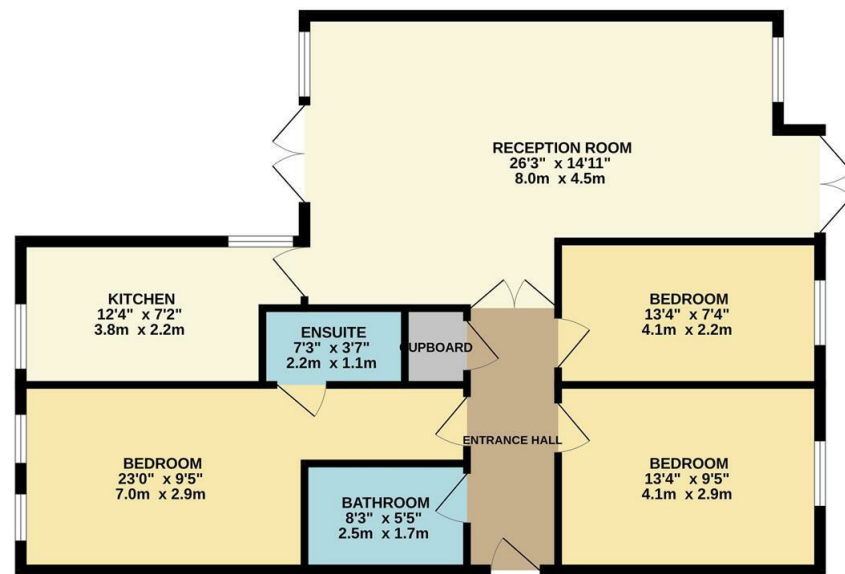 RECEPTION ROOM
26'3" x 14'11"
8.0m x 4.5m
KITCHEN
12'4" x 7'2"
3.8m x 2.2m
ENSUITE
7'3" x 3'7"
2.2m x 1.1m
CUPBOARD
BEDROOM
13'4" x 7'4"
4.1m x 2.2m
ENTRANCE HALL
BEDROOM
23'0" x 9'5"
7.0m x 2.9m
BATHROOM
8'3" x 5'5"
2.5m x 1.7m
BEDROOM
13'4" x 9'5"
4.1m x 2.9m